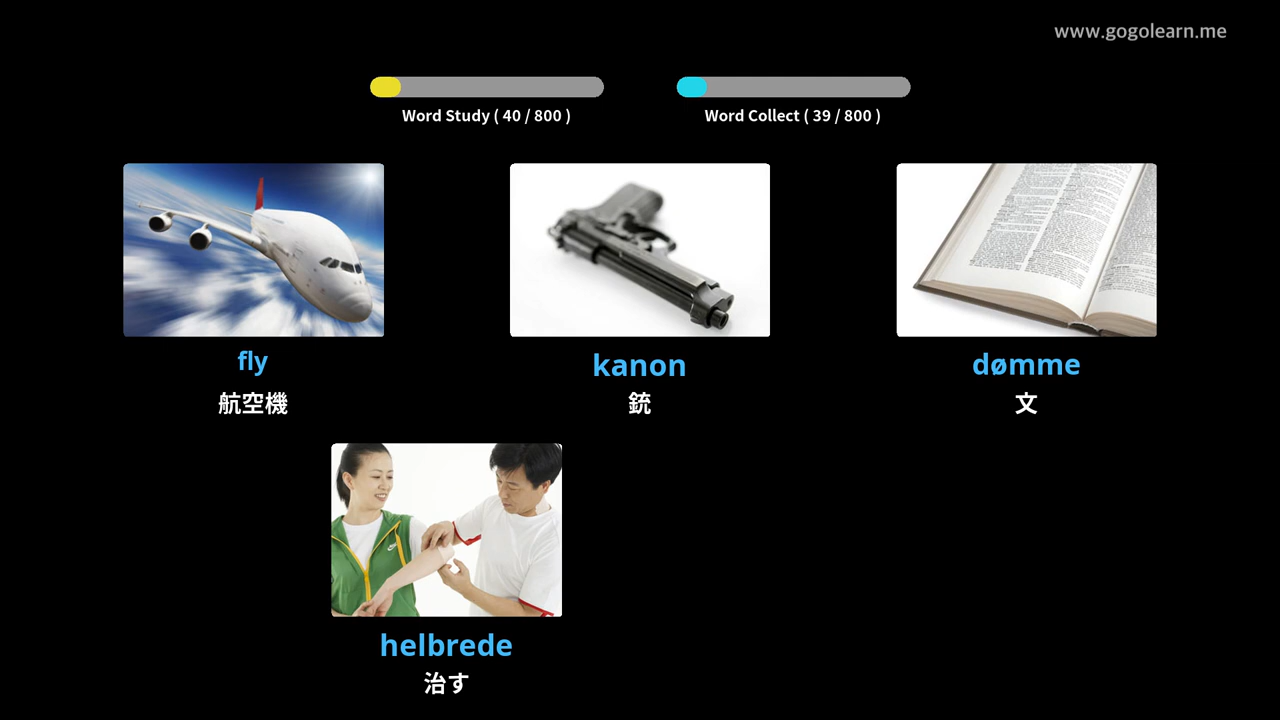 www.gogolearn.me
Word Study ( 40 / 800 )
Word Collect ( 39 / 800 )
fly
kanon
dømme
航空機
銃
文
helbrede
治す